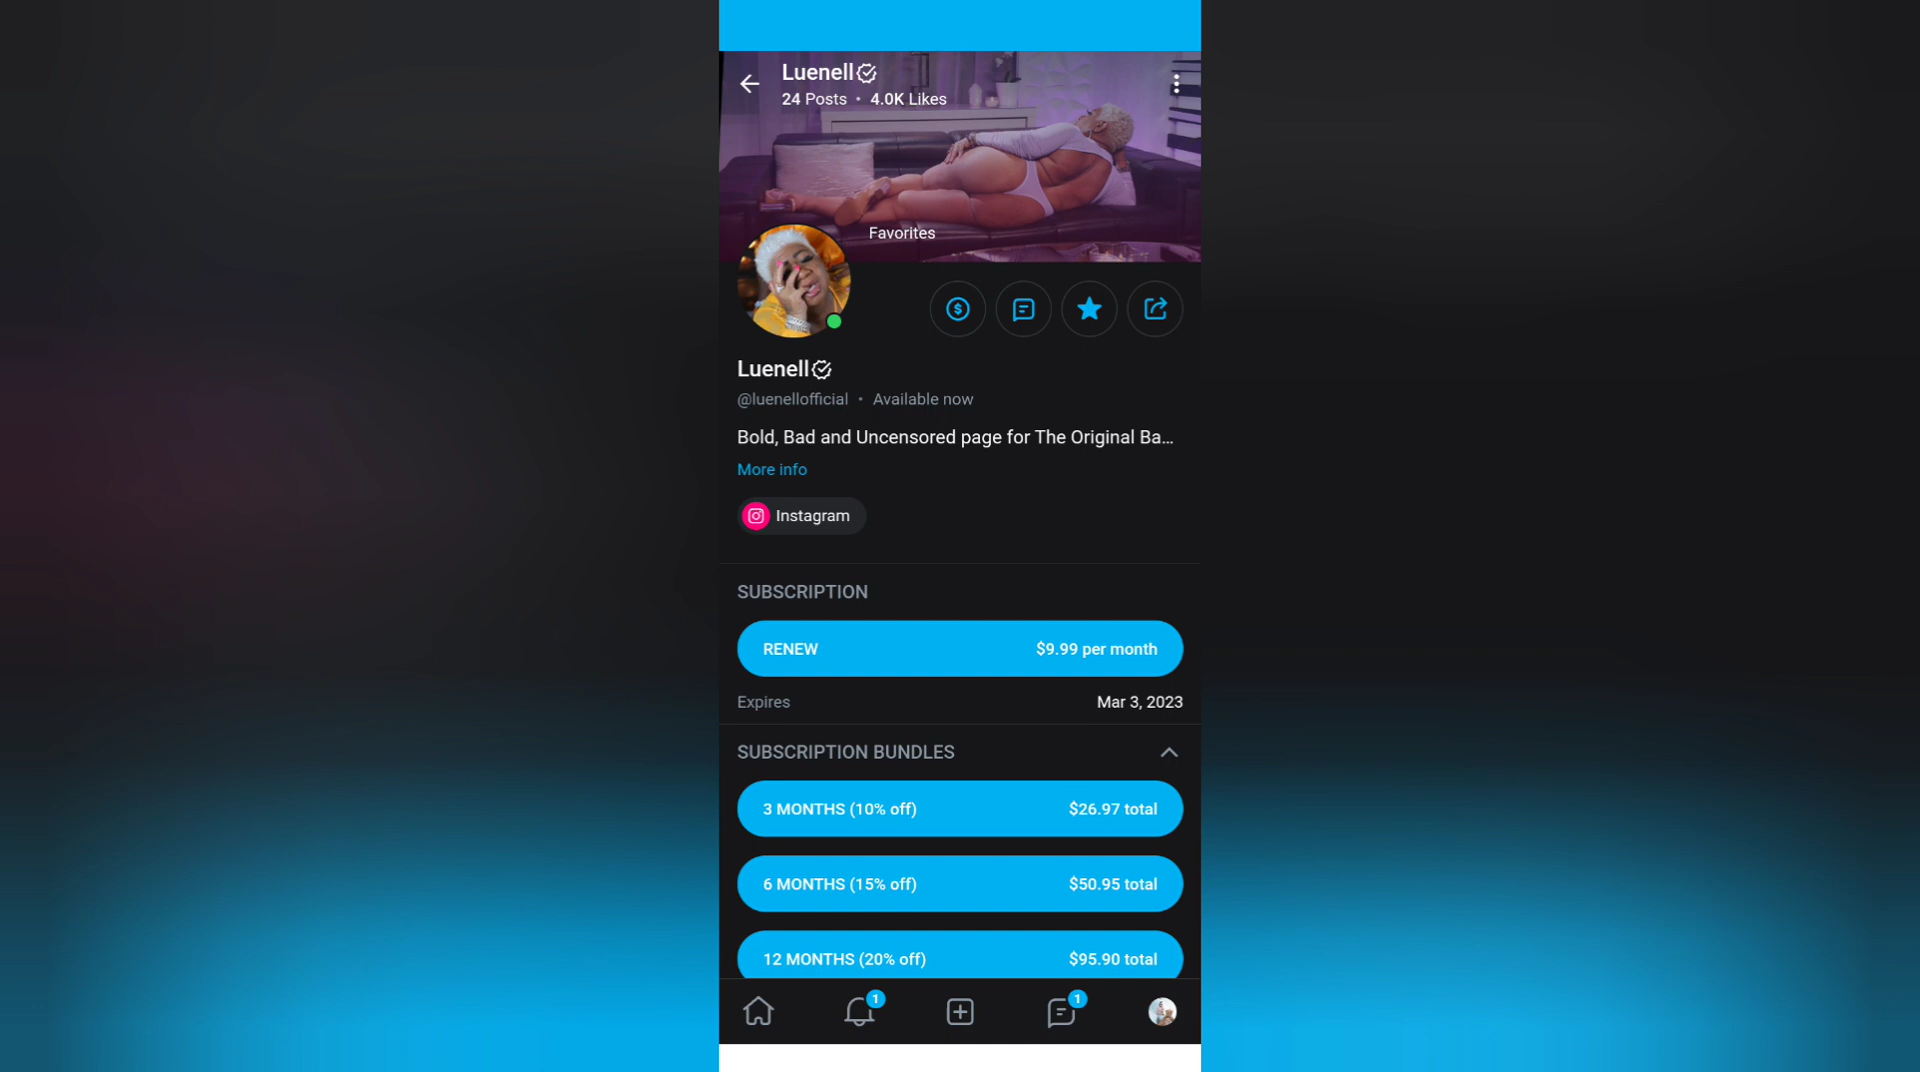 Luenell
24 Posts • 4.0K Likes
Favorites
Luenell
@luenellofficial • Available now
Bold, Bad and Uncensored page for The Original Ba...
More info
Instagram
SUBSCRIPTION
RENEW $9.99 per month
Expires Mar 3, 2023
SUBSCRIPTION BUNDLES
3 MONTHS (10% off) $26.97 total
6 MONTHS (15% off) $50.95 total
12 MONTHS (20% off) $95.90 total
1 1